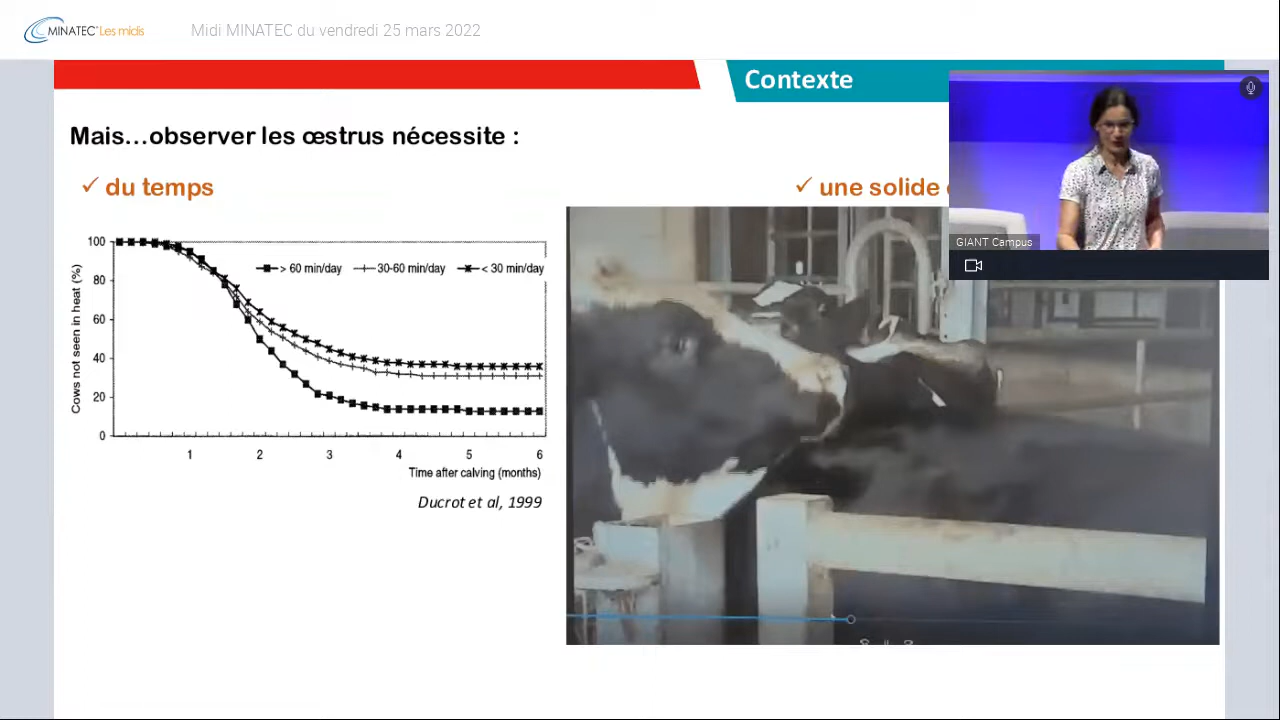 MINATEC Les midis
Midi MINATEC du vendredi 25 mars 2022
Contexte
Mais…observer les œstrus nécessite :
✓ du temps
✓ une solide
GIANT Campus
> 60 min/day
30-60 min/day
< 30 min/day
Cows not seen in heat (%)
100
80
60
40
20
0
1 2 3 4 5 6
Time after calving (months)
Ducrot et al, 1999